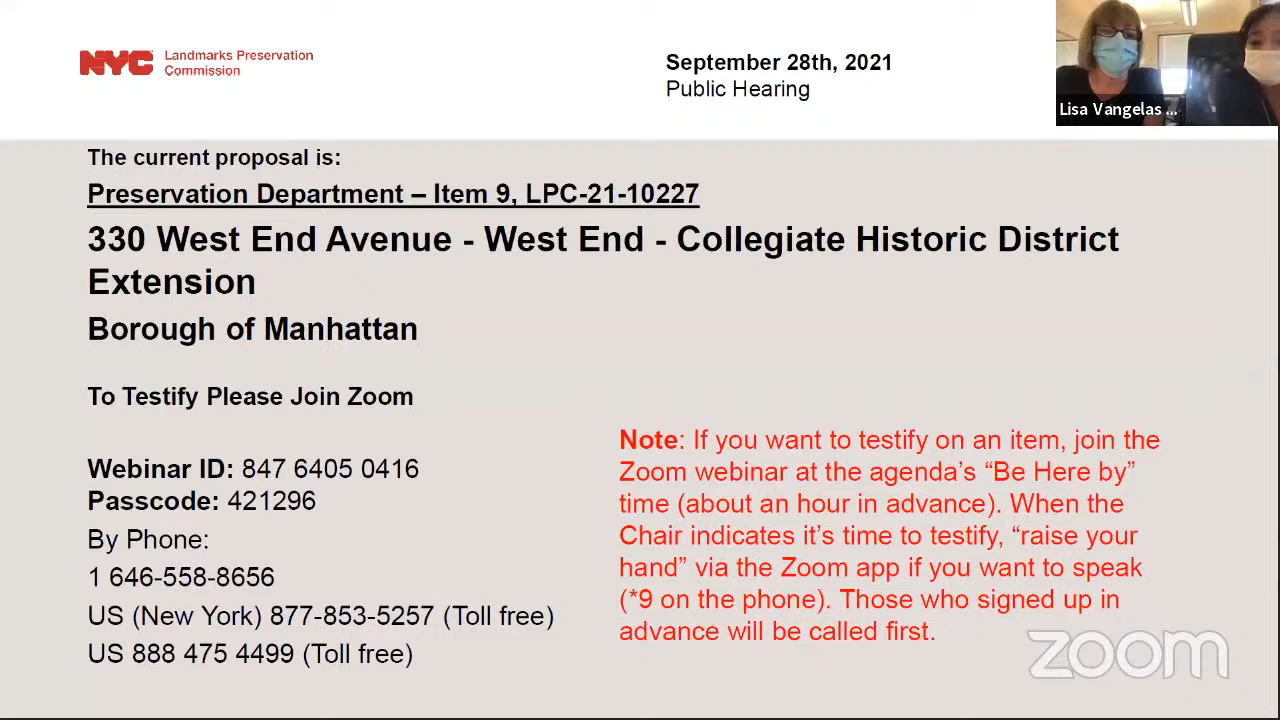 NYC Landmarks Preservation
Commission
September 28th, 2021
Public Hearing
Lisa Vangelas ...
The current proposal is:
Preservation Department – Item 9, LPC-21-10227
330 West End Avenue - West End - Collegiate Historic District
Extension
Borough of Manhattan
To Testify Please Join Zoom
Webinar ID: 847 6405 0416
Passcode: 421296
By Phone:
1 646-558-8656
US (New York) 877-853-5257 (Toll free)
US 888 475 4499 (Toll free)
Note: If you want to testify on an item, join the
Zoom webinar at the agenda’s “Be Here by”
time (about an hour in advance). When the
Chair indicates it’s time to testify, “raise your
hand” via the Zoom app if you want to speak
(*9 on the phone). Those who signed up in
advance will be called first.
zoom